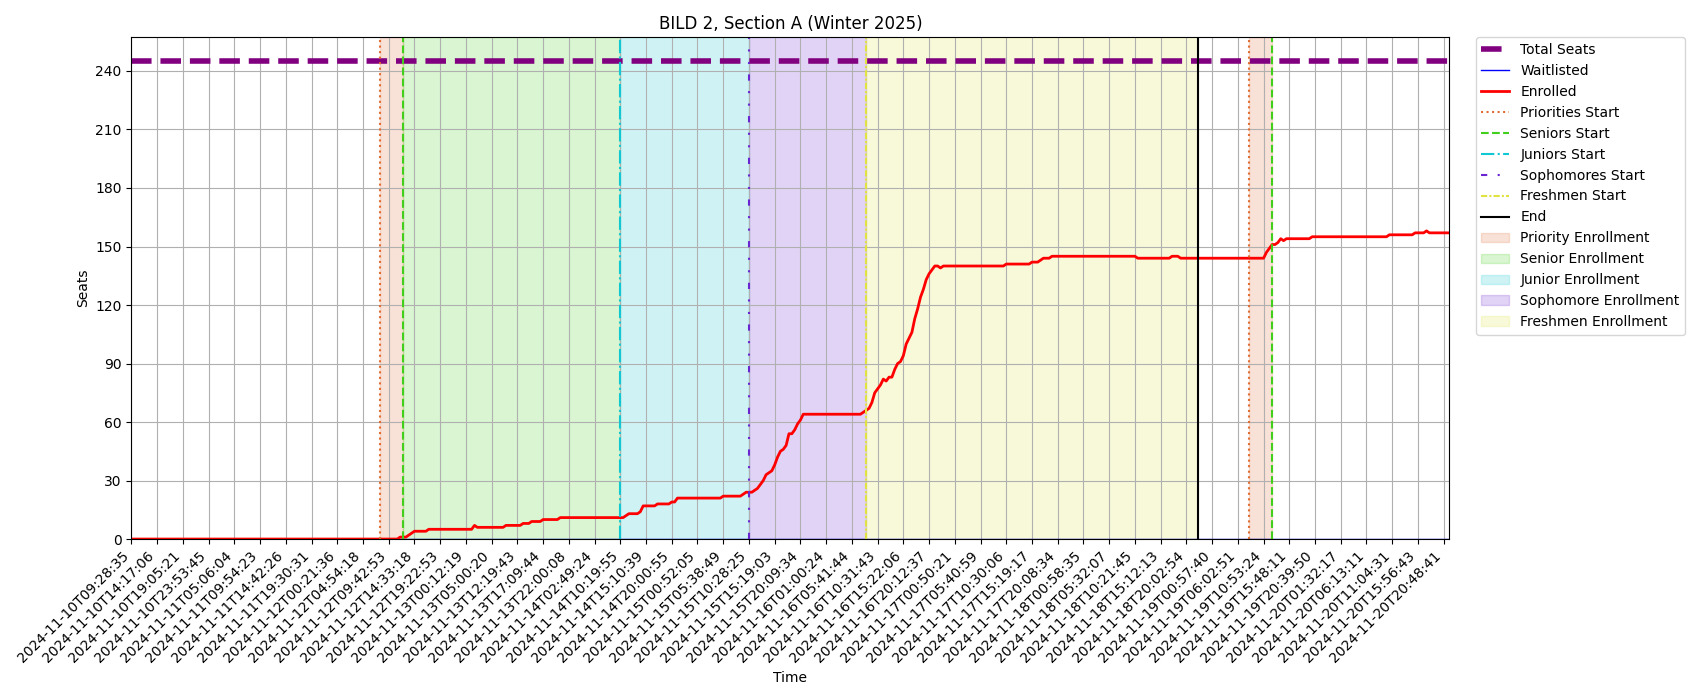 BILD 2, Section A (Winter 2025)
Seats
240
210
180
150
120
90
60
30
0
2024-11-10T09:28:35
2024-11-10T14:17:06
2024-11-10T19:05:21
2024-11-10T23:53:45
2024-11-11T05:06:04
2024-11-11T09:54:23
2024-11-11T14:42:26
2024-11-11T19:30:31
2024-11-12T00:21:36
2024-11-12T04:54:18
2024-11-12T09:42:53
2024-11-12T14:33:18
2024-11-12T19:22:53
2024-11-13T00:12:19
2024-11-13T05:00:20
2024-11-13T12:19:43
2024-11-13T17:09:44
2024-11-13T22:00:08
2024-11-14T02:49:24
2024-11-14T10:19:55
2024-11-14T15:10:39
2024-11-14T20:00:55
2024-11-15T00:52:05
2024-11-15T05:38:49
2024-11-15T10:28:25
2024-11-15T15:19:03
2024-11-15T20:09:34
2024-11-16T01:00:24
2024-11-16T05:41:44
2024-11-16T10:31:43
2024-11-16T15:22:06
2024-11-16T20:12:37
2024-11-17T00:50:21
2024-11-17T05:40:59
2024-11-17T10:30:06
2024-11-17T15:19:17
2024-11-17T20:08:34
2024-11-18T00:58:35
2024-11-18T05:32:07
2024-11-18T10:21:45
2024-11-18T15:12:13
2024-11-18T20:02:54
2024-11-19T00:57:40
2024-11-19T06:02:51
2024-11-19T10:53:24
2024-11-19T15:48:11
2024-11-19T20:39:50
2024-11-20T01:32:17
2024-11-20T06:13:11
2024-11-20T11:04:31
2024-11-20T15:56:43
2024-11-20T20:48:41
Time
Total Seats
Waitlisted
Enrolled
Priorities Start
Seniors Start
Juniors Start
Sophomores Start
Freshmen Start
End
Priority Enrollment
Senior Enrollment
Junior Enrollment
Sophomore Enrollment
Freshmen Enrollment